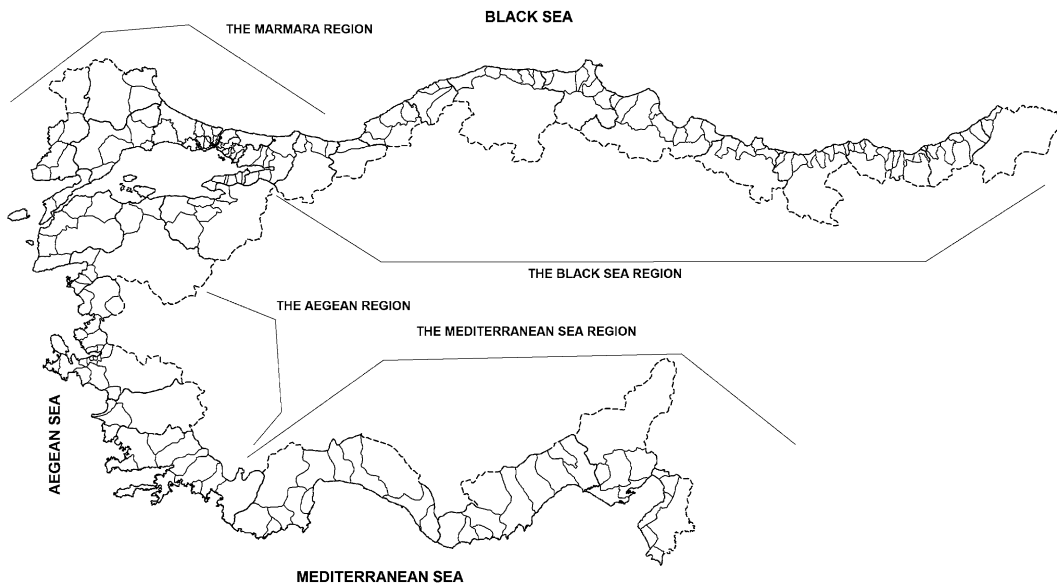 BLACK SEA
THE MARMARA REGION
THE BLACK SEA REGION
THE AEGEAN REGION
THE MEDITERRANEAN SEA REGION
AEGEAN SEA
MEDITERRANEAN SEA